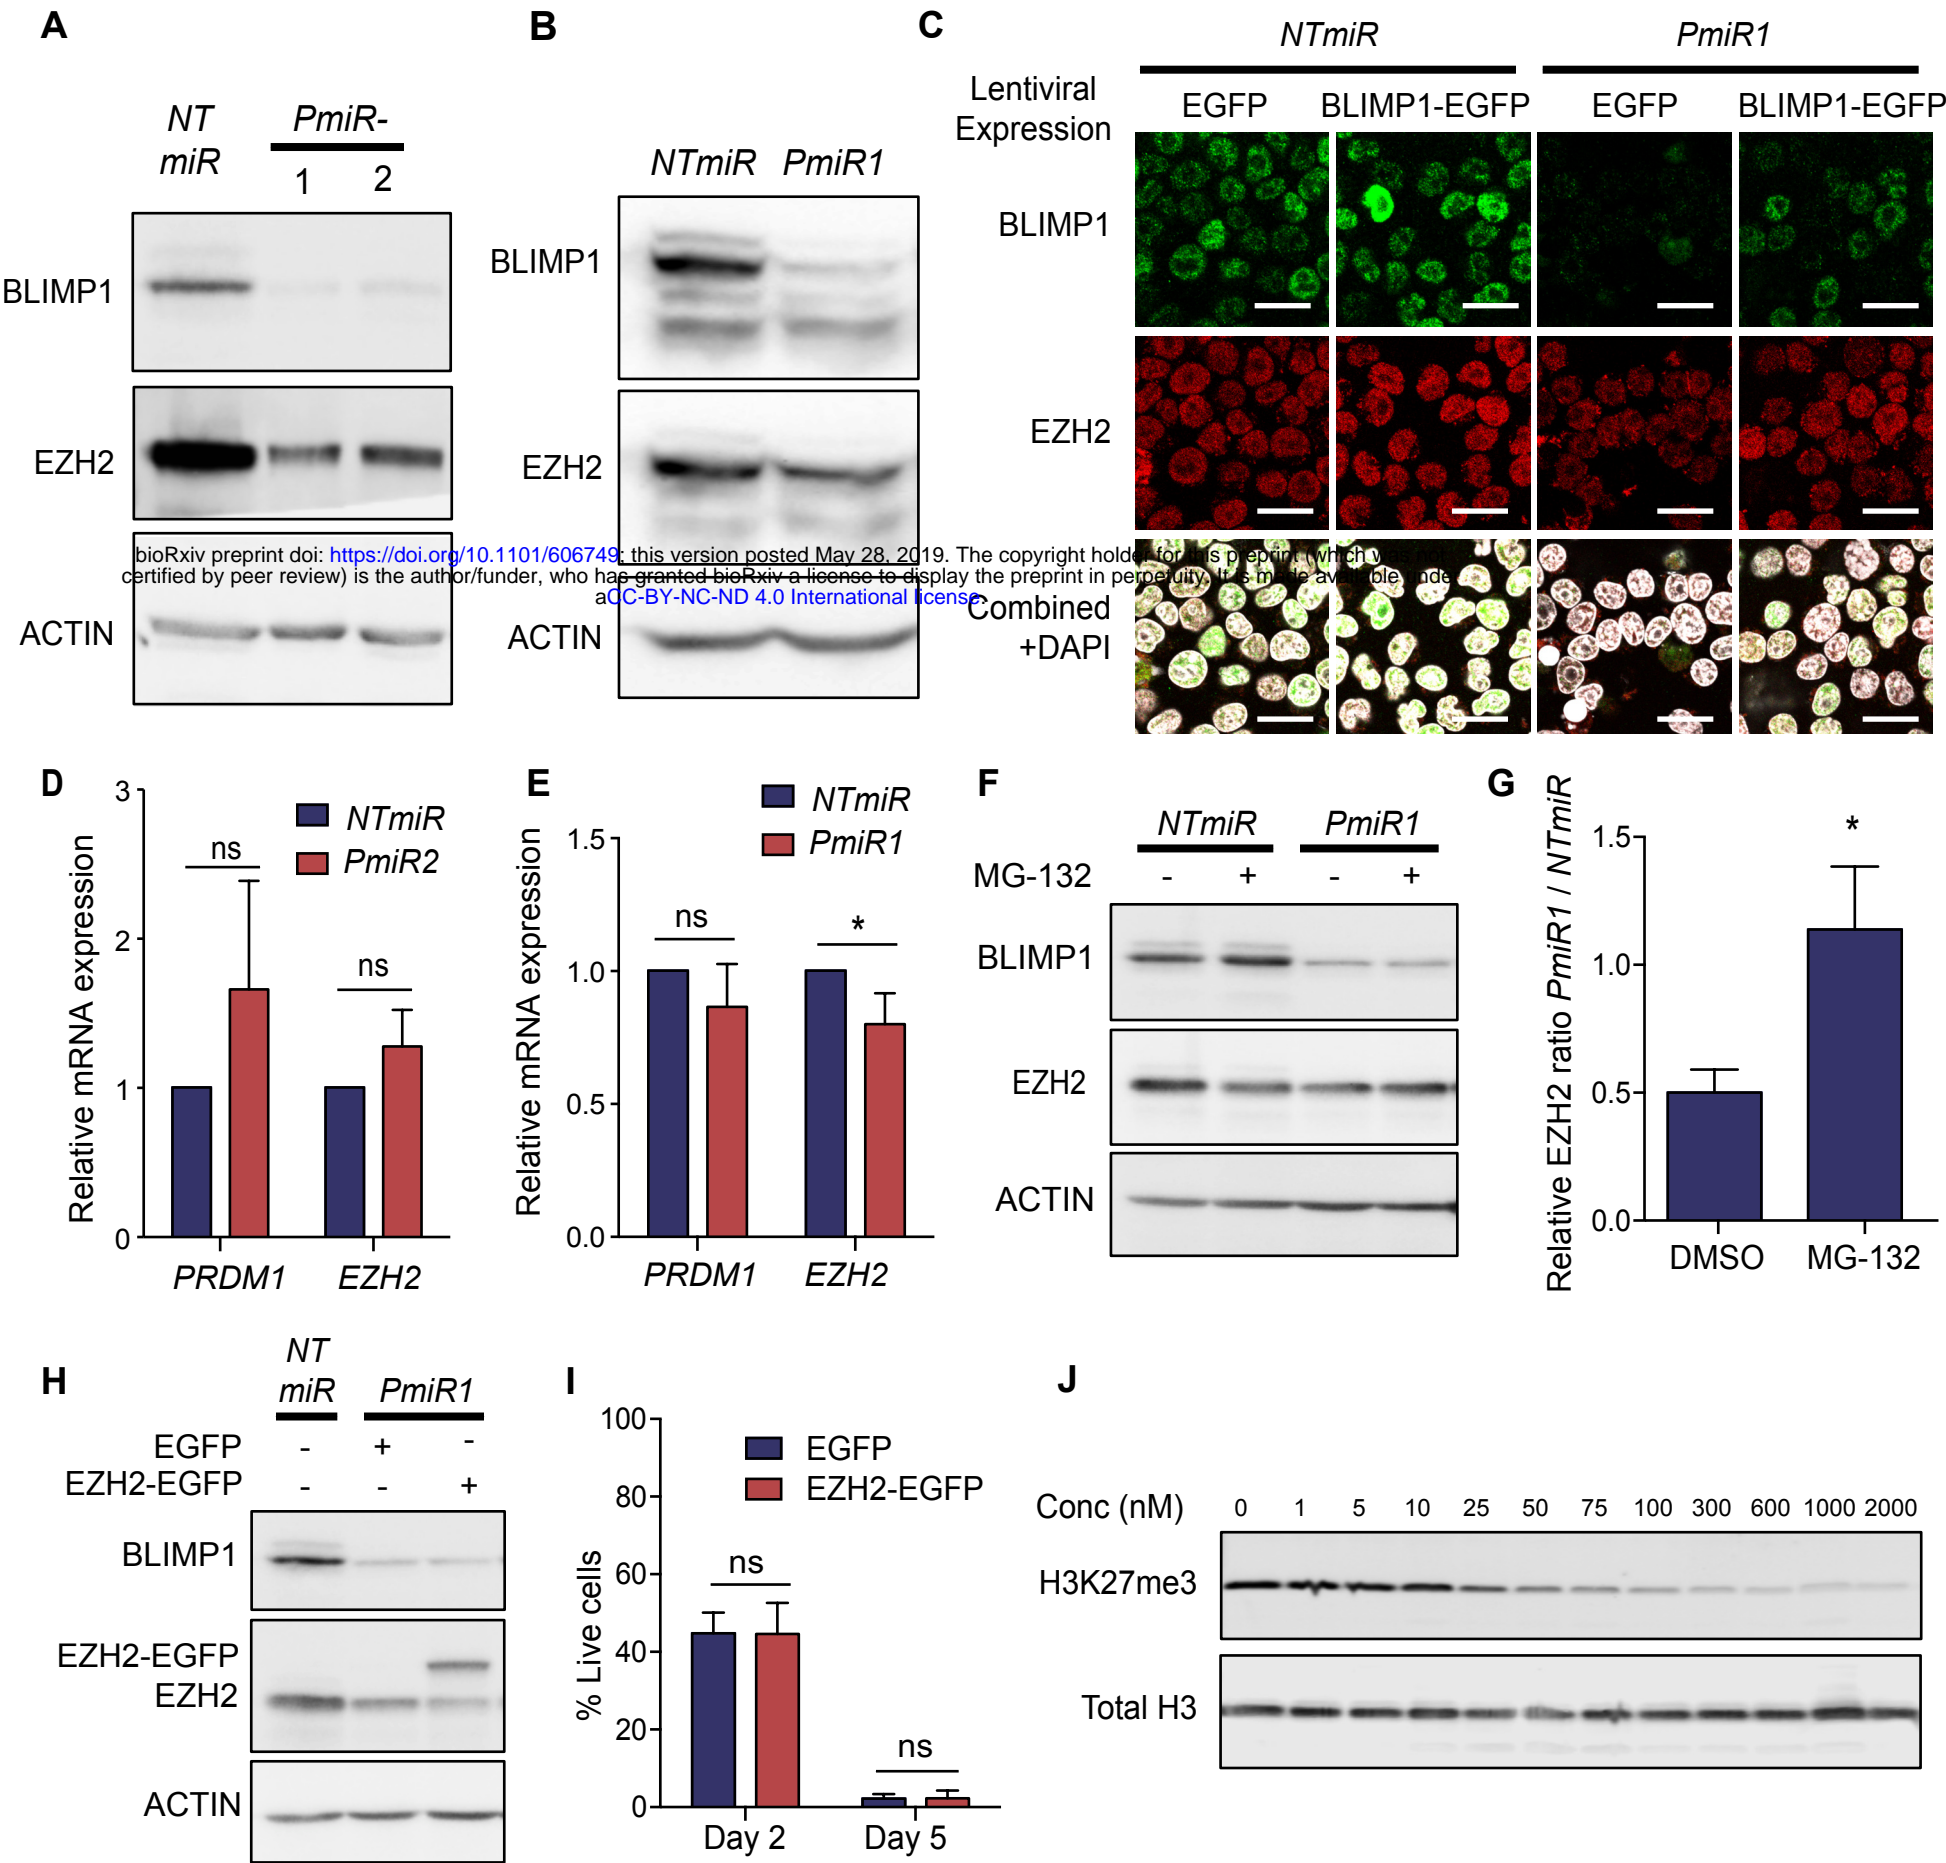 A
NT
miR
PmiR-
1 2
BLIMP1
EZH2
ACTIN
B
NTmiR PmiR1
BLIMP1
EZH2
ACTIN
C
NTmiR PmiR1
Lentiviral
Expression
EGFP BLIMP1-EGFP EGFP BLIMP1-EGFP
BLIMP1
EZH2
Combined
+DAPI
bioRxiv preprint doi: https://doi.org/10.1101/606749; this version posted May 28, 2019. The copyright holder for this preprint (which was not
certified by peer review) is the author/funder, who has granted bioRxiv a license to display the preprint in perpetuity. It is made available under
aCC-BY-NC-ND 4.0 International license.
D
Relative mRNA expression
3
2
1
0
ns
ns
NTmiR
PmiR2
PRDM1 EZH2
E
Relative mRNA expression
1.5
1.0
0.5
0.0
ns
*
NTmiR
PmiR1
PRDM1 EZH2
F
NTmiR PmiR1
MG-132 - + - +
BLIMP1
EZH2
ACTIN
G
Relative EZH2 ratio PmiR1 / NTmiR
1.5
1.0
0.5
0.0
*
DMSO MG-132
H
NT
miR PmiR1
EGFP - + -
EZH2-EGFP - - +
BLIMP1
EZH2-EGFP
EZH2
ACTIN
I
% Live cells
100
80
60
40
20
0
EGFP
EZH2-EGFP
ns
ns
Day 2 Day 5
J
Conc (nM) 0 1 5 10 25 50 75 100 300 600 1000 2000
H3K27me3
Total H3